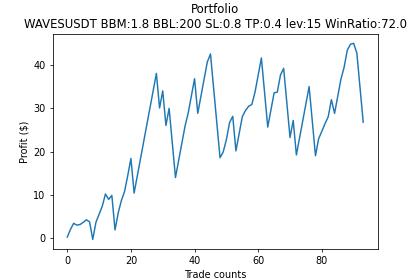 Portfolio
WAVESUSDT BBM:1.8 BBL:200 SL:0.8 TP:0.4 lev:15 WinRatio:72.0
Profit ($)
40
30
20
10
0
0
20
40
60
80
Trade counts